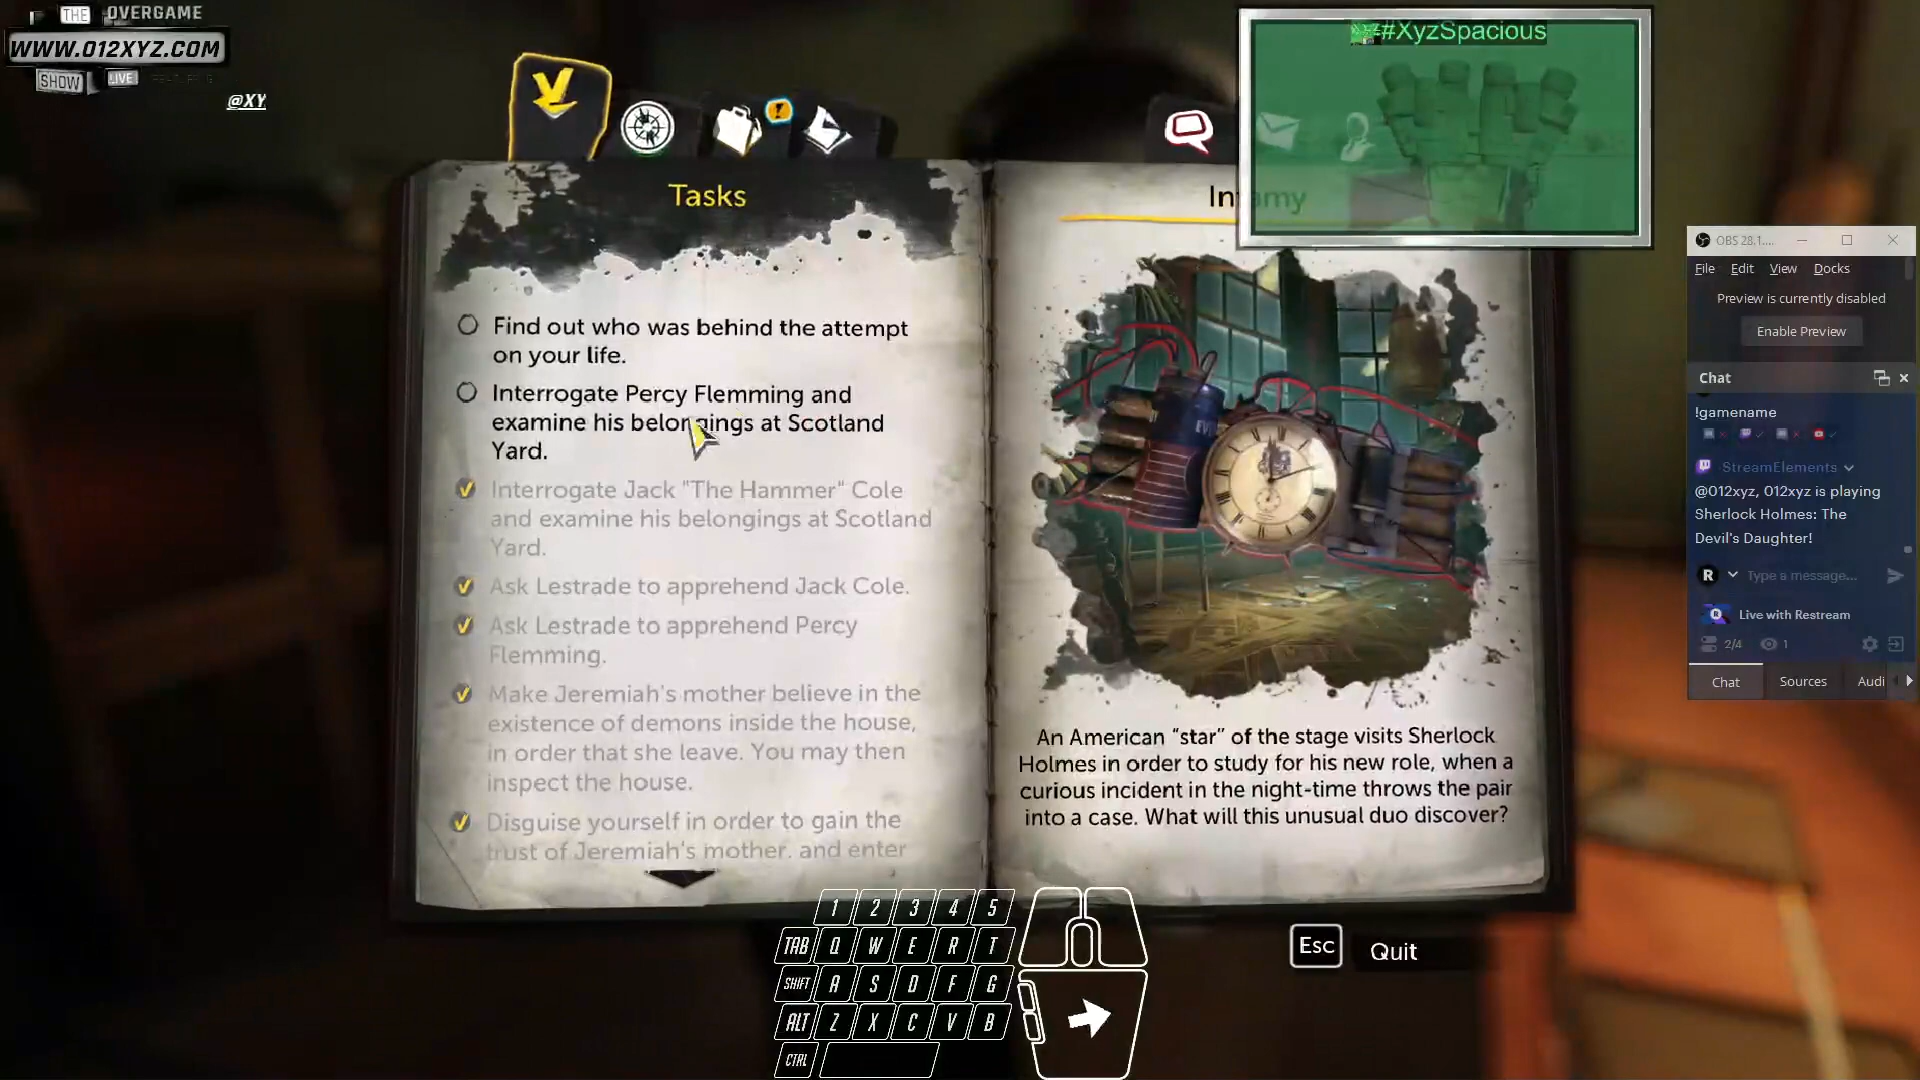 THE OVERGAME
WWW.012XYZ.COM
SHOW LIVE FEATURING
@XY
##XyzSpacious
Tasks
Find out who was behind the attempt
on your life.
Interrogate Percy Flemming and
examine his belongings at Scotland
Yard.
Interrogate Jack "The Hammer" Cole
and examine his belongings at Scotland
Yard.
Ask Lestrade to apprehend Jack Cole.
Ask Lestrade to apprehend Percy
Flemming.
Make Jeremiah's mother believe in the
existence of demons inside the house,
in order that she leave. You may then
inspect the house.
Disguise yourself in order to gain the
trust of Jeremiah's mother, and enter
Infamy
An American “star” of the stage visits Sherlock
Holmes in order to study for his new role, when a
curious incident in the night-time throws the pair
into a case. What will this unusual duo discover?
Esc Quit
1 2 3 4 5
TAB Q W E R T
SHIFT A S D F G
ALT Z X C V B
CTRL
OBS 28.1....
File Edit View Docks
Preview is currently disabled
Enable Preview
Chat
!gamename
StreamElements
@012xyz, 012xyz is playing
Sherlock Holmes: The
Devil's Daughter!
R Type a message...
Live with Restream
2/4 1
Chat Sources Audi